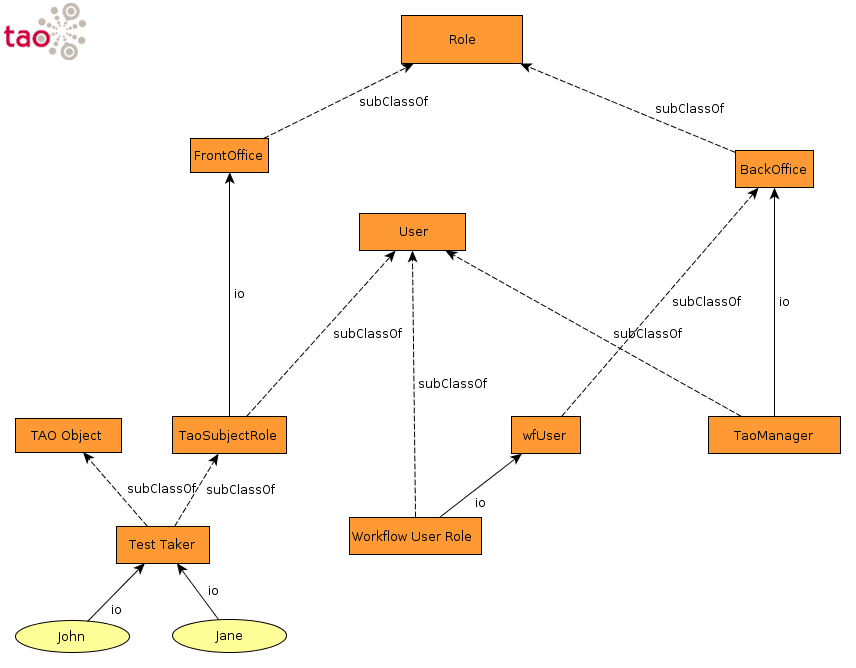 tao
Role
subClassOf
subClassOf
FrontOffice
BackOffice
User
io
subClassOf
io
subClassOf
subClassOf
subClassOf
TAO Object
TaoSubjectRole
wfUser
TaoManager
subClassOf
subClassOf
io
Workflow User Role
Test Taker
io
io
John
Jane